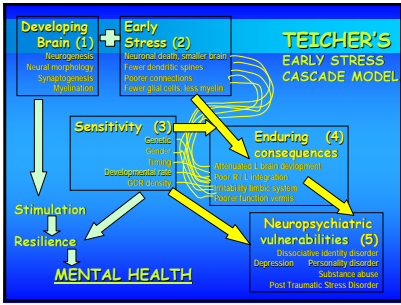 Developing
Brain (1)
Neurogenesis
Neural morphology
Synaptogenesis
Myelination
Early
Stress (2)
Neuronal death, smaller brain
Fewer dendritic spines
Poorer connections
Fewer glial cells, less myelin
TEICHER'S
EARLY STRESS
CASCADE MODEL
Sensitivity (3)
Genetic
Gender
Timing
Developmental rate
GCR density
Enduring (4)
consequences
Attenuated L brain devlopment
Poor R / L integration
Irritability limbic system
Poorer function vermis
Stimulation
Resilience
MENTAL HEALTH
Neuropsychiatric
vulnerabilities (5)
Dissociative identity disorder
Depression Personality disorder
Substance abuse
Post Traumatic Stress Disorder